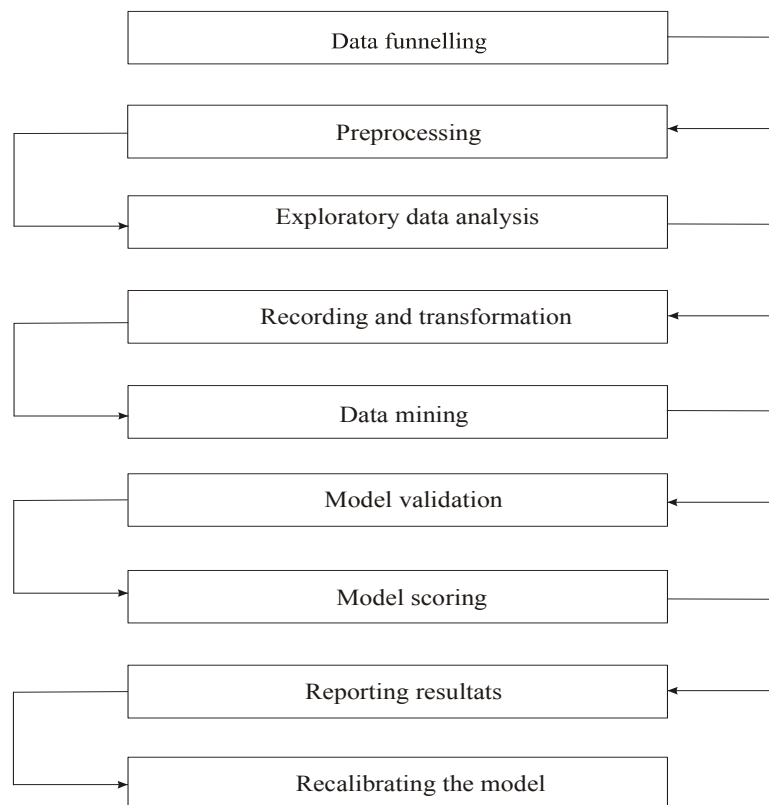 Data funnelling
Preprocessing
Exploratory data analysis
Recording and transformation
Data mining
Model validation
Model scoring
Reporting resultats
Recalibrating the model